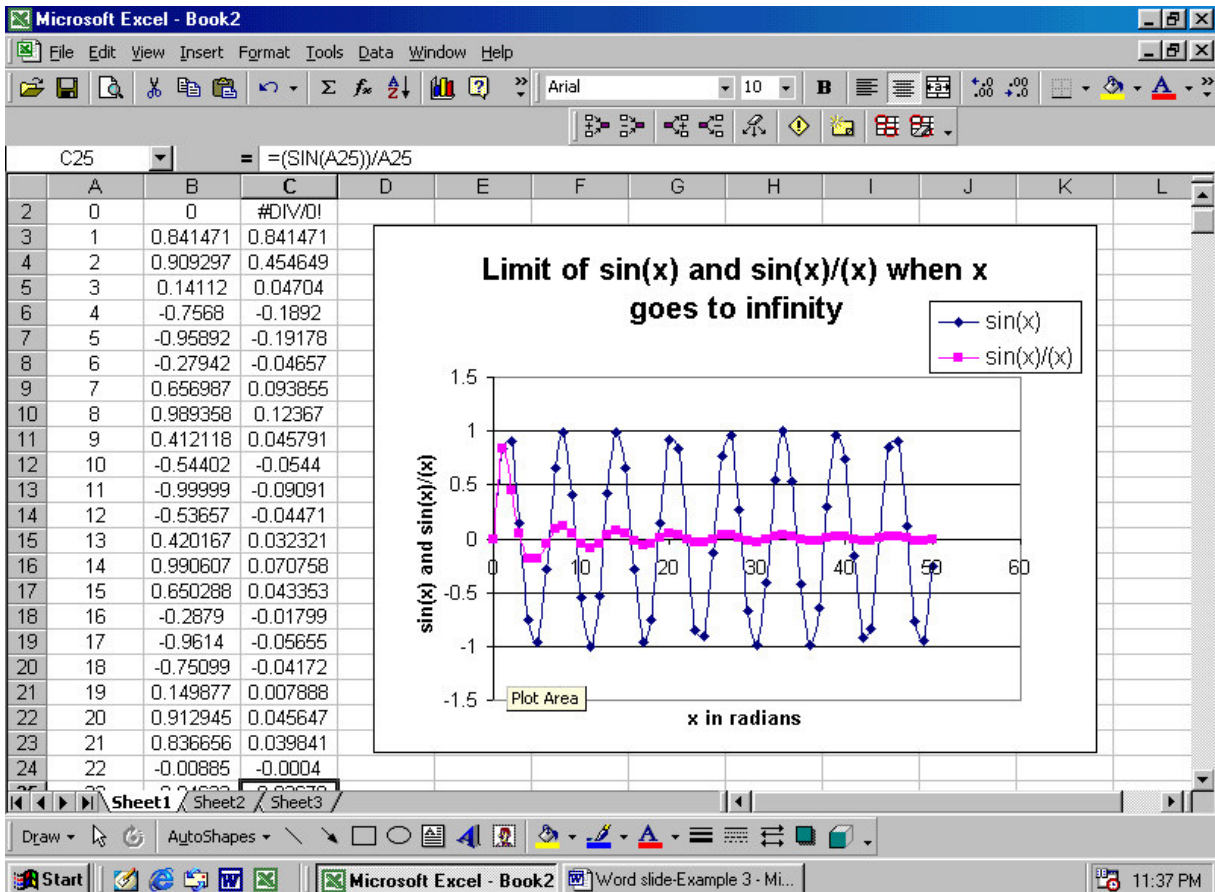 Microsoft Excel - Book2
File Edit View Insert Format Tools Data Window Help
Arial 10 B
C25 = =(SIN(A25))/A25
A B C D E F G H I J K L
2 0 0 #DIV/0!
3 1 0.841471 0.841471
4 2 0.909297 0.454649
5 3 0.14112 0.04704
6 4 -0.7568 -0.1892
7 5 -0.95892 -0.19178
8 6 -0.27942 -0.04657
9 7 0.656987 0.093855
10 8 0.989358 0.12367
11 9 0.412118 0.045791
12 10 -0.54402 -0.0544
13 11 -0.99999 -0.09091
14 12 -0.53657 -0.04471
15 13 0.420167 0.032321
16 14 0.990607 0.070758
17 15 0.650288 0.043353
18 16 -0.2879 -0.01799
19 17 -0.9614 -0.05655
20 18 -0.75099 -0.04172
21 19 0.149877 0.007888
22 20 0.912945 0.045647
23 21 0.836656 0.039841
24 22 -0.00885 -0.0004
Limit of sin(x) and sin(x)/(x) when x
goes to infinity
sin(x)
sin(x)/(x)
1.5
1
0.5
0
-0.5
-1
-1.5
sin(x) and sin(x)/(x)
0 10 20 30 40 50 60
Plot Area
x in radians
Sheet1 Sheet2 Sheet3
Draw AutoShapes
Start Microsoft Excel - Book2 Word slide-Example 3 - Mi... 11:37 PM